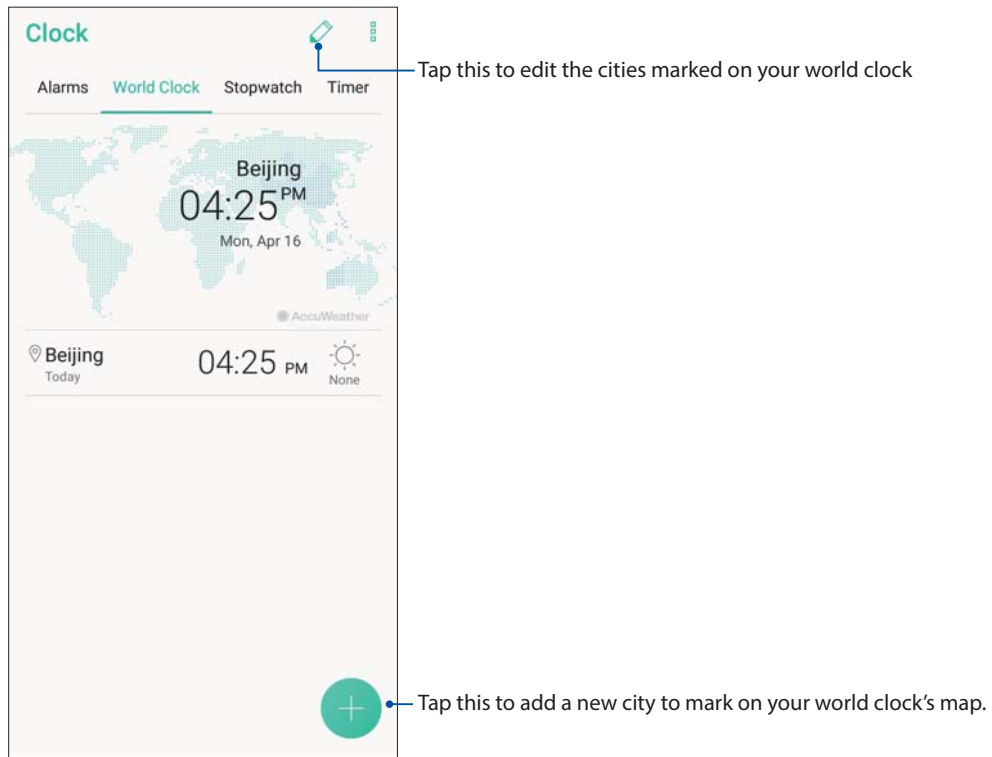 Clock
Tap this to edit the cities marked on your world clock
Alarms World Clock Stopwatch Timer
Beijing
04:25 PM
Mon, Apr 16
AccuWeather
Beijing 04:25 PM
Today None
Tap this to add a new city to mark on your world clock’s map.